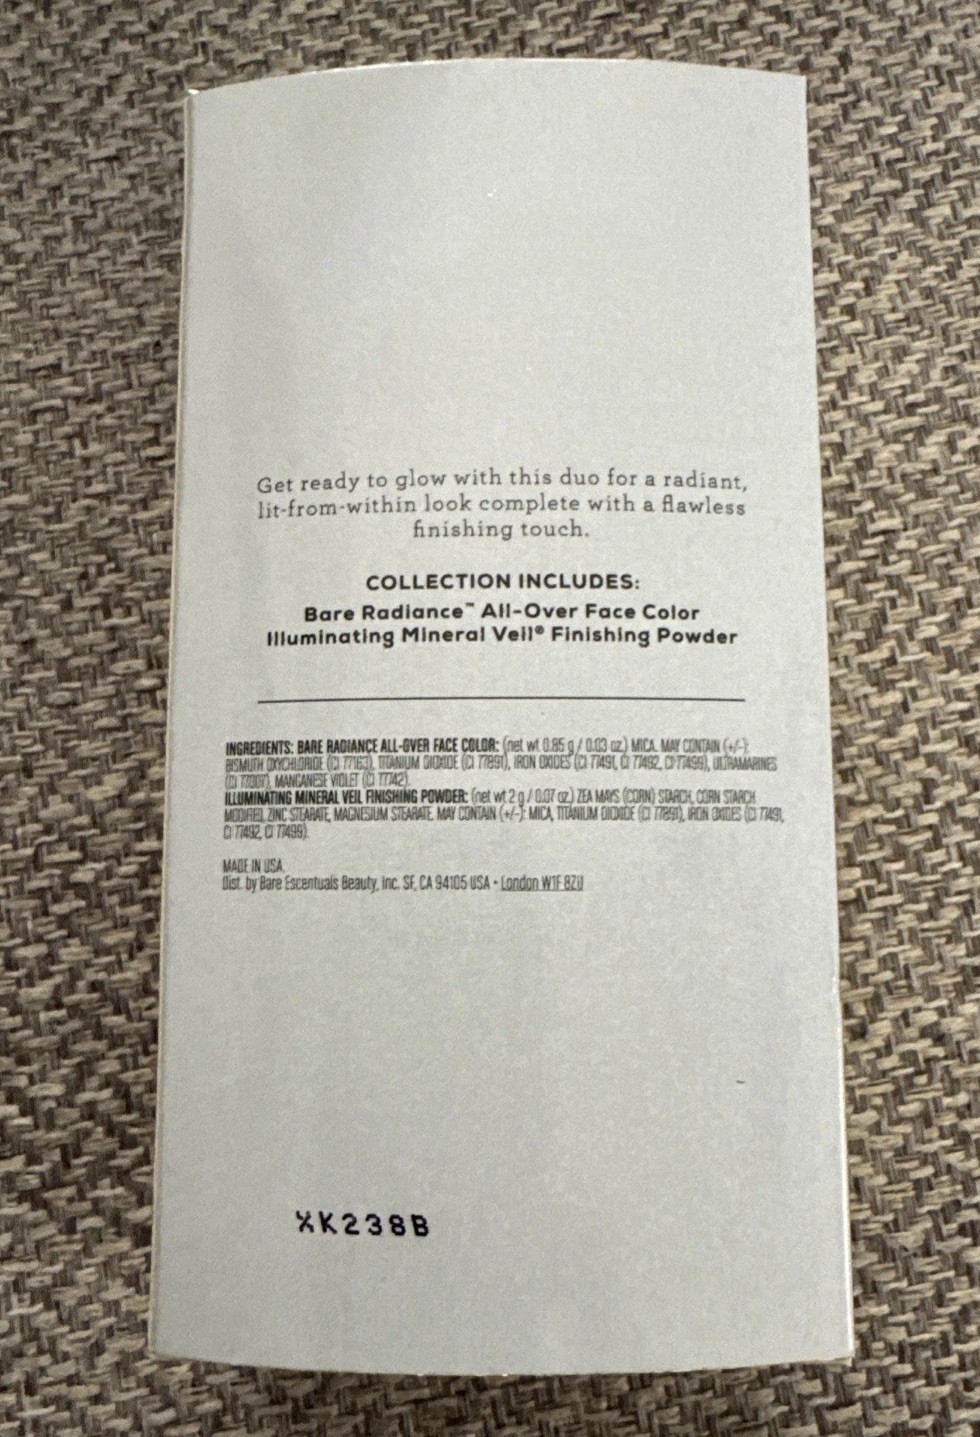 Get ready to glow with this duo for a radiant,
lit-from-within look complete with a flawless
finishing touch.
COLLECTION INCLUDES:
Bare Radiance™ All-Over Face Color
Illuminating Mineral Veil® Finishing Powder
INGREDIENTS: BARE RADIANCE ALL-OVER FACE COLOR: (net wt. 0.85 g / 0.03 oz.) MICA. MAY CONTAIN (+/-):
BISMUTH OXYCHLORIDE (CI 77163), TITANIUM DIOXIDE (CI 77891), IRON OXIDES (CI 77491, CI 77492, CI 77499), ULTRAMARINES
(CI 77007), MANGANESE VIOLET (CI 77742).
ILLUMINATING MINERAL VEIL FINISHING POWDER: (net wt 2 g / 0.07 oz.) ZEA MAYS (CORN) STARCH, CORN STARCH
MODIFIED, ZINC STEARATE, MAGNESIUM STEARATE. MAY CONTAIN (+/-): MICA, TITANIUM DIOXIDE (CI 77891), IRON OXIDES (CI 77491,
CI 77492, CI 77499).
MADE IN USA.
Dist. by Bare Escentuals Beauty, Inc. SF, CA 94105 USA • London W1F 8ZU
XK238B